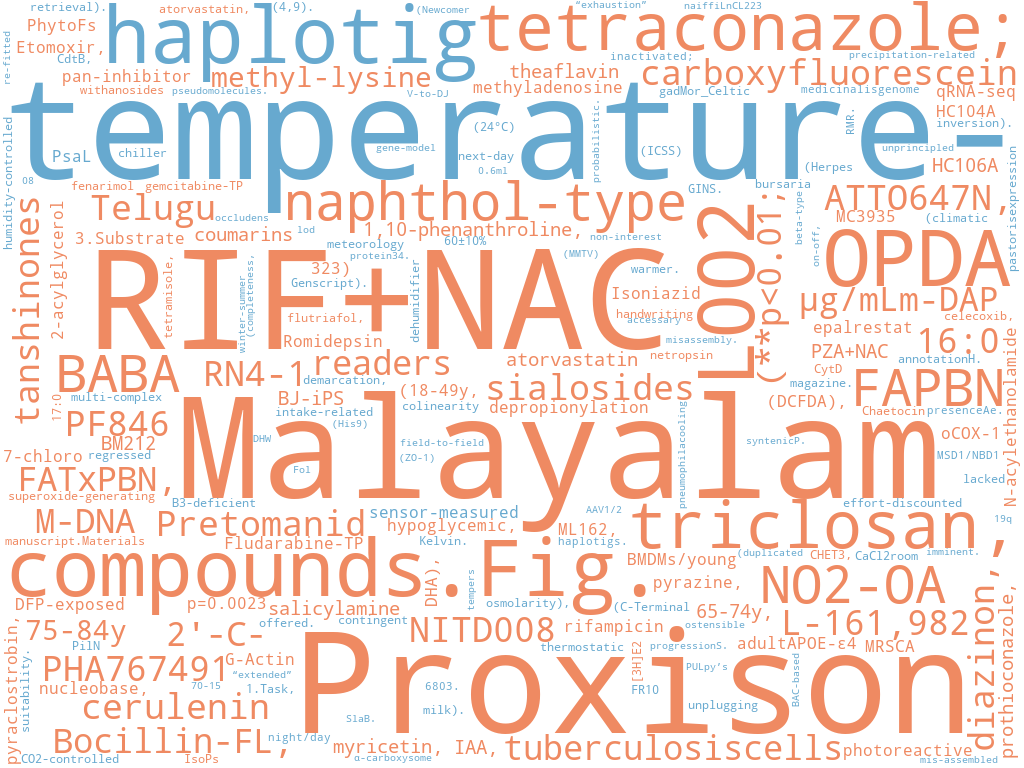 retrieval).
atorvastatin,
(4,9).
(Newcomer
“exhaustion”
naiffiLnCL223
PhytoFs
haplotig
tetraconazole;
re-fitted
Etomoxir,
CdtB,
inactivated;
precipitation-related
pan-inhibitor
methyl-lysine
theaflavin
carboxyfluorescein
withanosides
pseudomolecules.
V-to-DJ
methyladenosine
gadMor_Celtic
medicinalisgenome
qRNA-seq
temperature-
HC104A
humidity-controlled
(24°C)
probabilistic.
RMR.
inversion).
PsaL
chiller
gene-model
next-day
(ICSS)
unprincipled
0.6ml
(Herpes
HC106A
08
fenarimol
gemcitabine-TP
GINS.
bursaria
pastorisexpression
Telugu
occludens
naphthol-type
beta-type
ATTO647N,
MC3935
(climatic
tanshinones
2-acylglycerol
3.Substrate
coumarins
lod
1,10-phenanthroline,
non-interest
L002
(**p<0.01;
on-off,
OPDA
meteorology
60±10%
protein34.
(MMTV)
RIF+NAC
tetramisole,
winter-summer
(completeness,
323)
Genscript).
dehumidifier
warmer.
Isoniazid
µg/mLm-DAP
flutriafol,
handwriting
accessary
celecoxib,
Romidepsin
misassembly.
epalrestat
16:0
BABA
RN4-1
readers
atorvastatin
netropsin
PZA+NAC
annotationH.
demarcation,
CytD
multi-complex
BJ-iPS
(18-49y,
sialosides
magazine.
FAPBN
N-acylethanolamide
17:0
intake-related
colinearity
depropionylation
(DCFDA),
Chaetocin
presenceAe.
PF846
(His9)
Malayalam
BM212
DHW
field-to-field
pneumophilacooling
syntenicP.
oCOX-1
7-chloro
regressed
(ZO-1)
MSD1/NBD1
FATxPBN,
Fol
lacked
superoxide-generating
B3-deficient
effort-discounted
M-DNA
Pretomanid
sensor-measured
AAV1/2
triclosan,
19q
hypoglycemic,
ML162,
manuscript.Materials
Fludarabine-TP
Kelvin.
haplotigs.
compounds.Fig.
DHA),
tempers
BMDMs/young
(duplicated
CHET3,
CaCl2room
imminent.
pyrazine,
NO2-OA
DFP-exposed
p=0.0023
salicylamine
osmolarity),
(C-Terminal
65-74y,
L-161,982
diazinon,
prothioconazole,
pyraclostrobin,
75-84y
2'-C-
offered.
contingent
NITD008
rifampicin
ostensible
PilN
thermostatic
progressionS.
adultAPOE-ε4
MRSCA
suitability.
PHA767491
G-Actin
“extended”
Proxison
[3H]E2
PULpy’s
BAC-based
nucleobase,
70-15
1.Task,
6803.
FR10
cerulenin
SlaB.
milk).
unplugging
Bocillin-FL,
night/day
myricetin,
IAA,
tuberculosiscells
photoreactive
CO2-controlled
IsoPs
α-carboxysome
mis-assembled